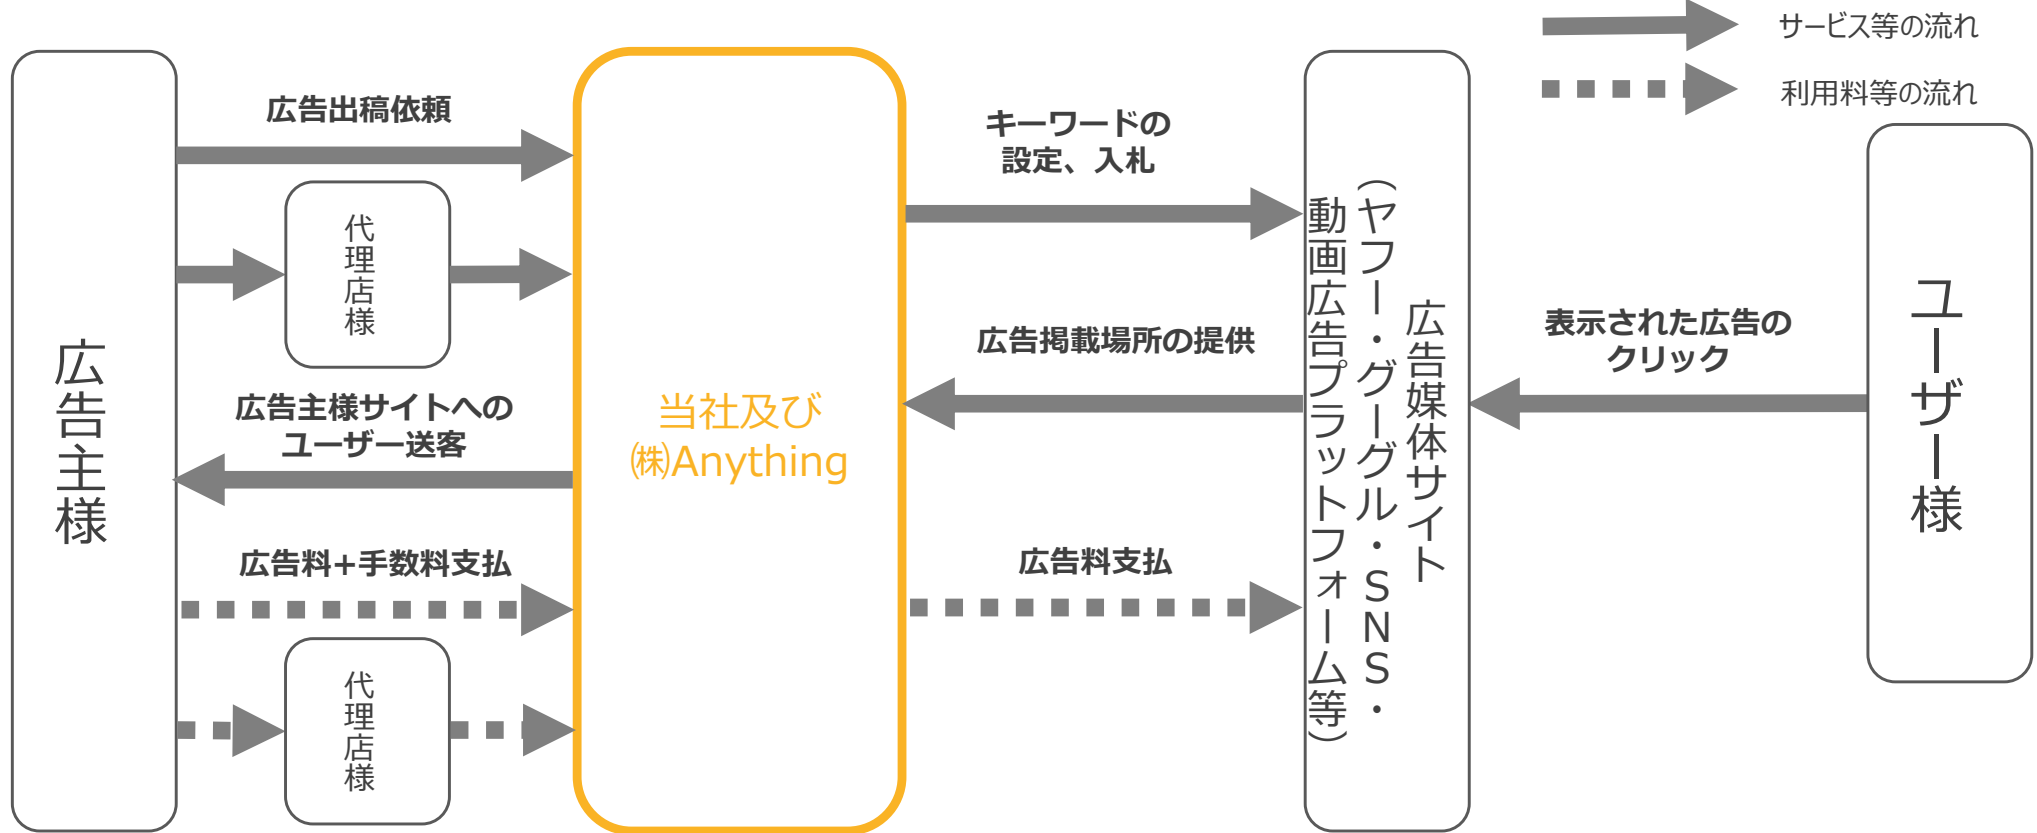 サービス等の流れ
利用料等の流れ
広告主様
広告出稿依頼
代理店様
広告主様サイトへの
ユーザー送客
広告料+手数料支払
代理店様
当社及び
㈱Anything
キーワードの
設定、入札
広告掲載場所の提供
広告料支払
広告媒体サイト
（ヤフー・グーグル・SNS・
動画広告プラットフォーム等）
表示された広告の
クリック
ユーザー様